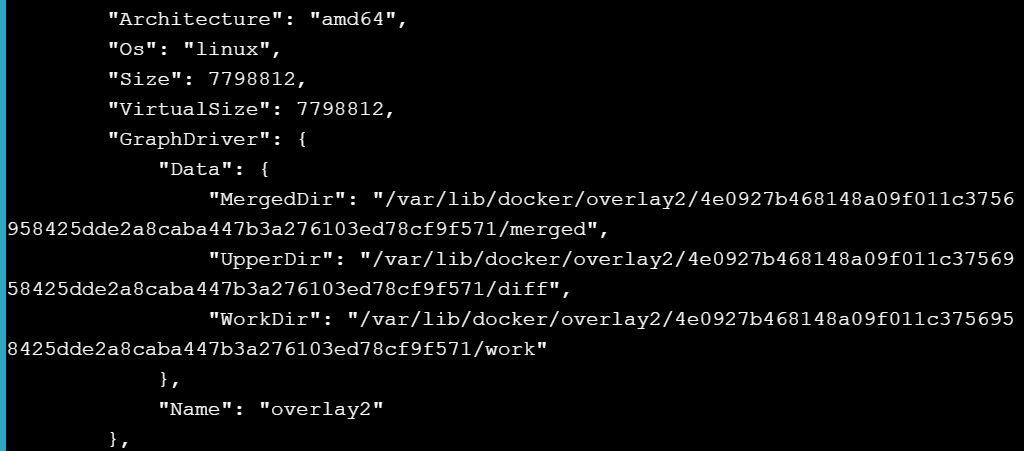 "Architecture": "amd64",
"Os": "linux",
"Size": 7798812,
"VirtualSize": 7798812,
"GraphDriver": {
"Data": {
"MergedDir": "/var/lib/docker/overlay2/4e0927b468148a09f011c3756
958425dde2a8caba447b3a276103ed78cf9f571/merged",
"UpperDir": "/var/lib/docker/overlay2/4e0927b468148a09f011c37569
58425dde2a8caba447b3a276103ed78cf9f571/diff",
"WorkDir": "/var/lib/docker/overlay2/4e0927b468148a09f011c375695
8425dde2a8caba447b3a276103ed78cf9f571/work"
},
"Name": "overlay2"
},